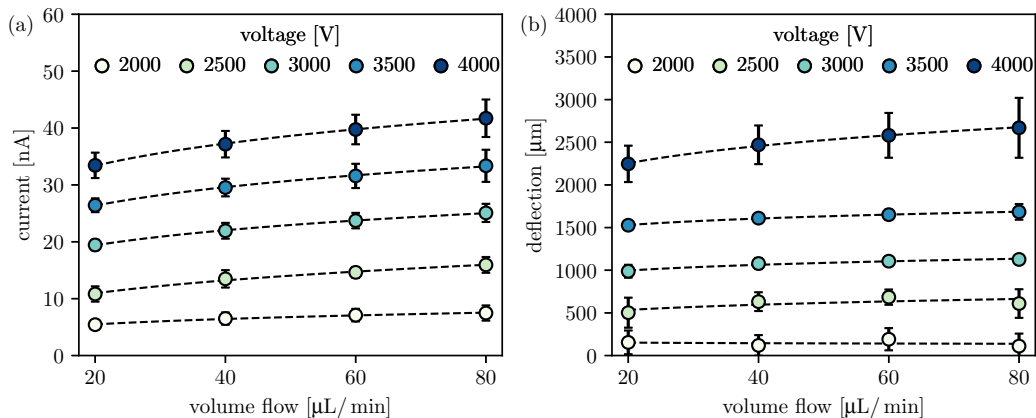 (a)
voltage [V]
2000 2500 3000 3500 4000
60
50
40
30
20
10
0
current [nA]
20 40 60 80
volume flow [μL/min]
(b)
voltage [V]
2000 2500 3000 3500 4000
4000
3500
3000
2500
2000
1500
1000
500
0
deflection [μm]
20 40 60 80
volume flow [μL/min]